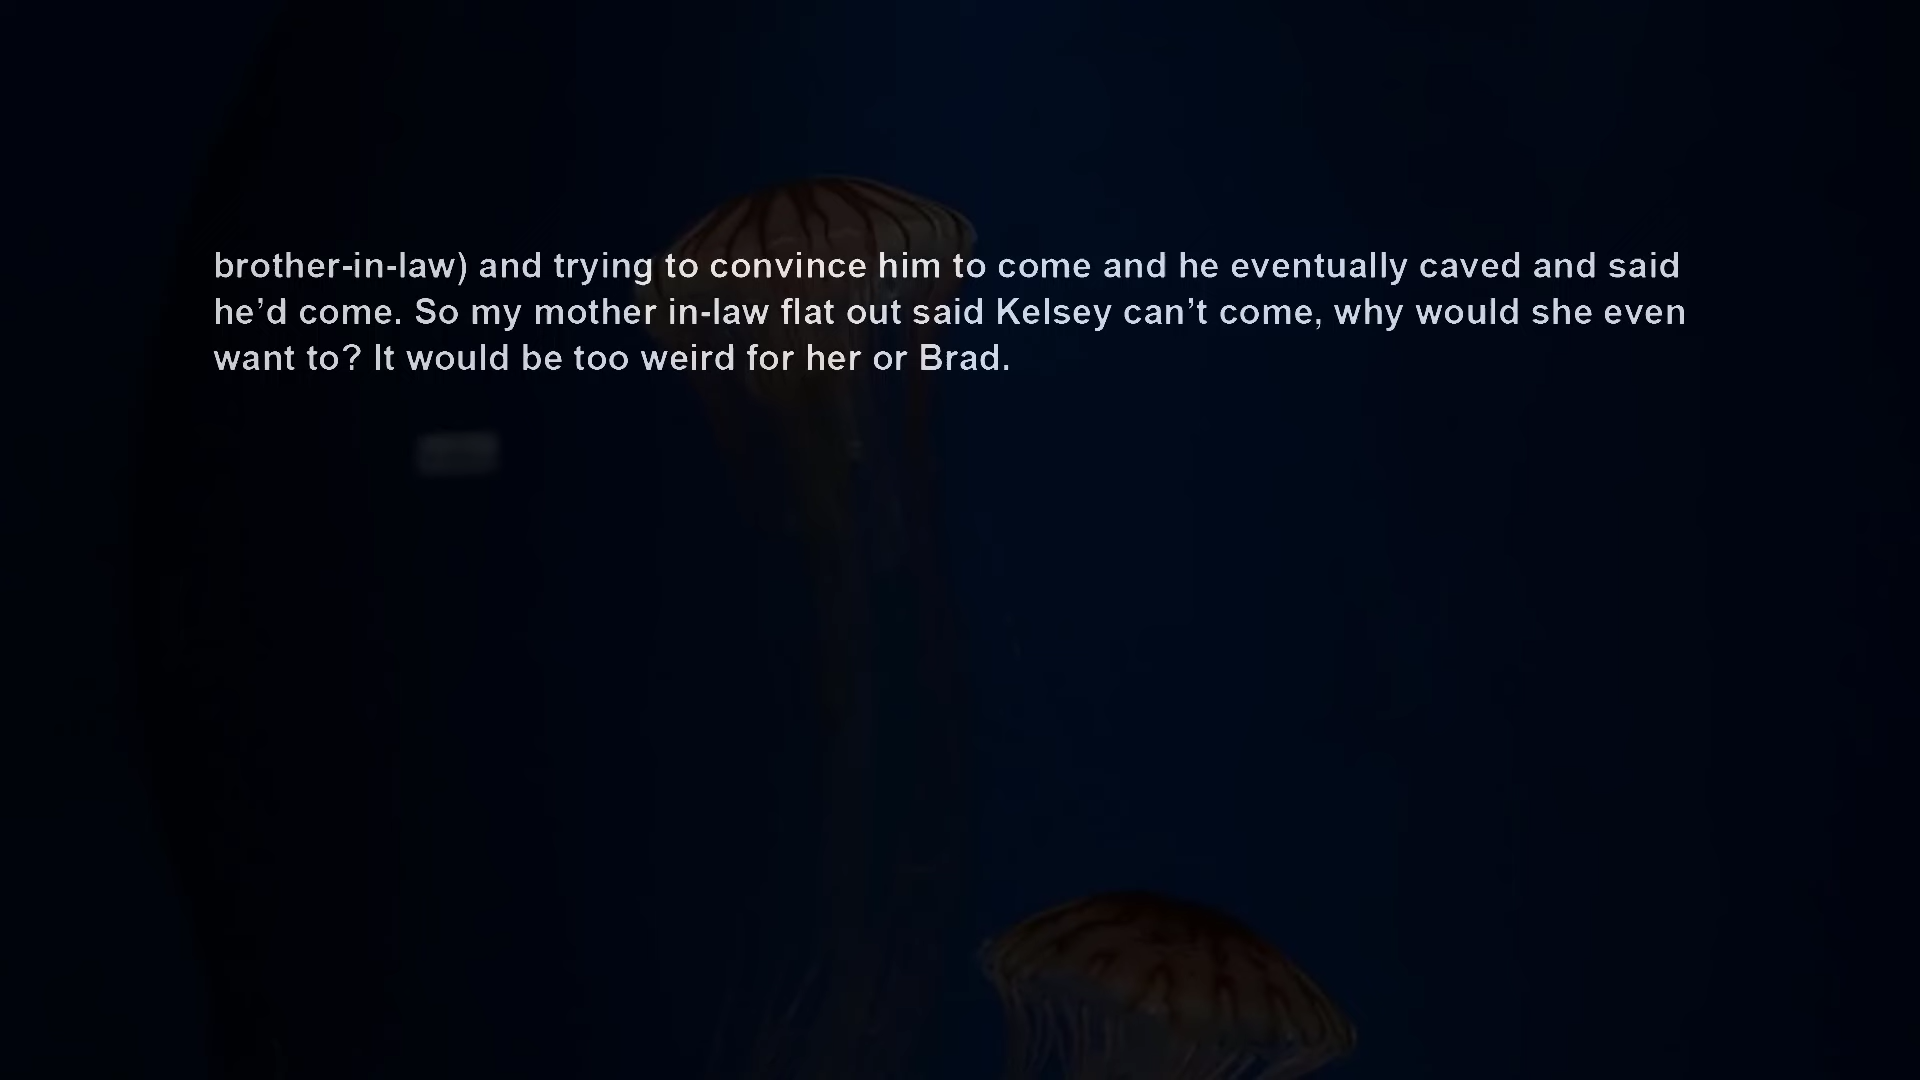 brother-in-law) and trying to convince him to come and he eventually caved and said
he’d come. So my mother in-law flat out said Kelsey can’t come, why would she even
want to? It would be too weird for her or Brad.